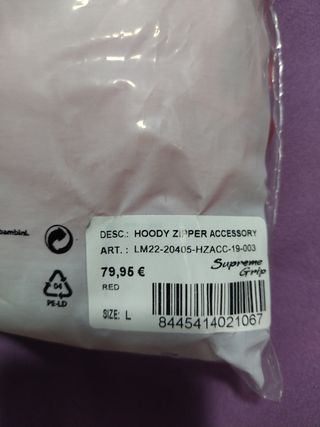 bambini.
DESC.: HOODY ZIPPER ACCESSORY
ART.: LM22-20405-HZACC-19-003
79,95 €
Supreme
Grip
RED
SIZE: L
8445414021067
04
PE-LD